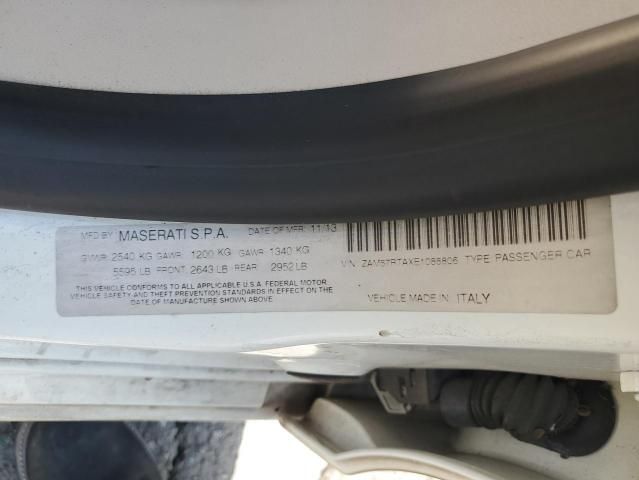 MFD BY MASERATI S.P.A. DATE OF MFR 11.13
GVWR: 2540 KG GAWR: 1200 KG GAWR: 1340 KG
5595 LB FRONT: 2643 LB REAR: 2952 LB
THIS VEHICLE CONFORMS TO ALL APPLICABLE U.S.A. FEDERAL MOTOR
VEHICLE SAFETY AND THEFT PREVENTION STANDARDS IN EFFECT ON THE
DATE OF MANUFACTURE SHOWN ABOVE.
V.I.N. ZAM57RTAXE1085806 TYPE: PASSENGER CAR
VEHICLE MADE IN: ITALY